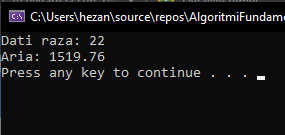 C:\Users\hezan\source\repos\AlgoritmiFundame
Dati raza: 22
Aria: 1519.76
Press any key to continue . . .